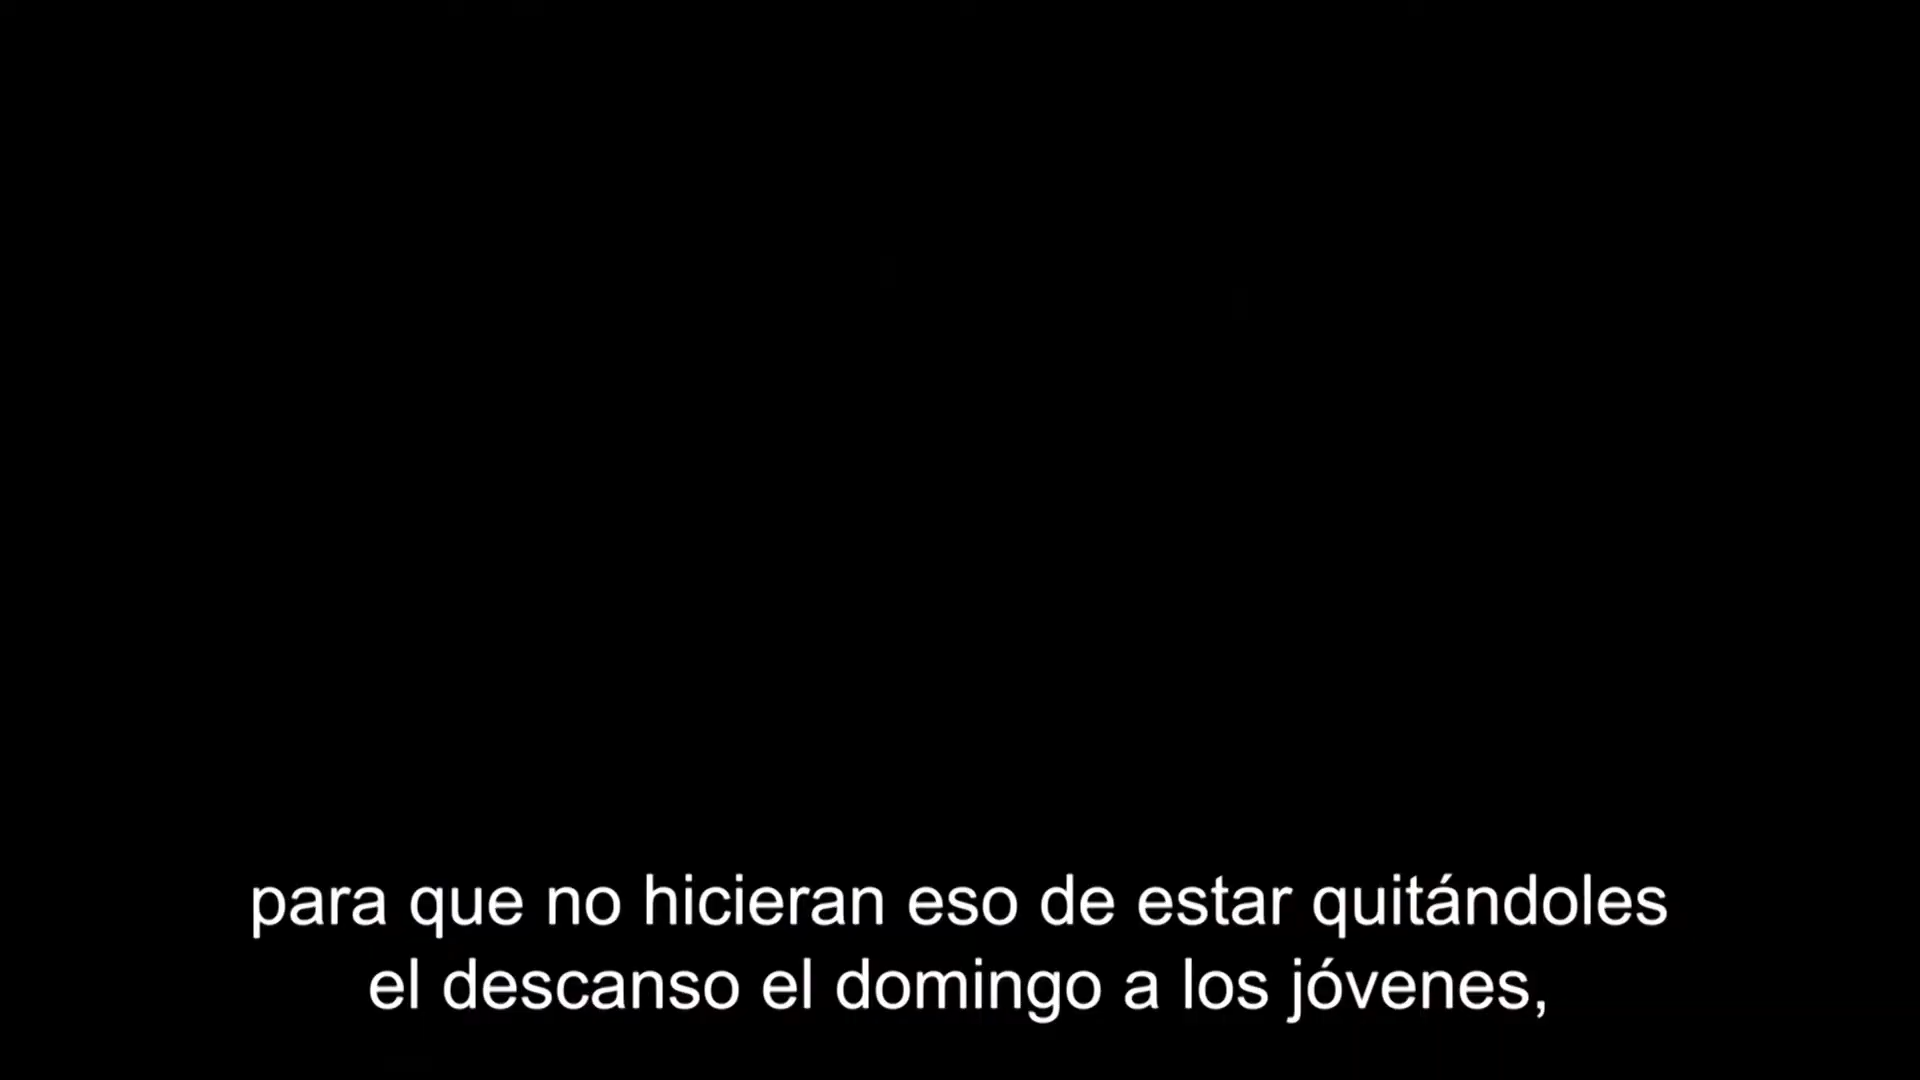 para que no hicieran eso de estar quitándoles
el descanso el domingo a los jóvenes,